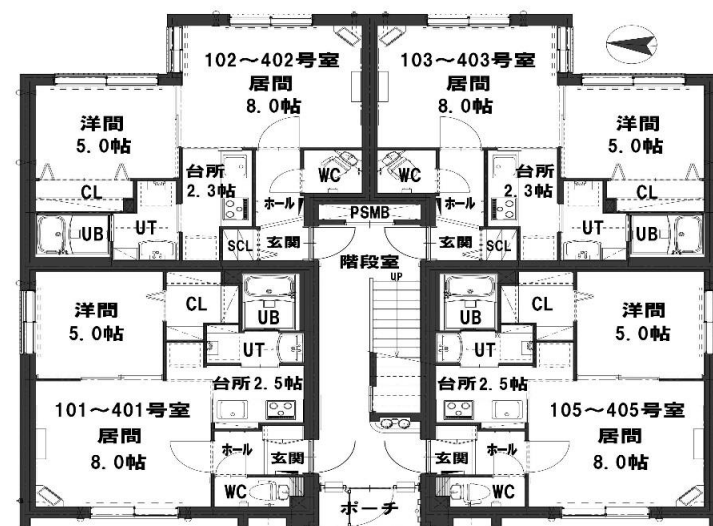 102～402号室
居間
8.0帖
103～403号室
居間
8.0帖
洋間
5.0帖
洋間
5.0帖
台所
2.3帖
台所
2.3帖
WC
WC
CL
CL
ホール
ホール
PSMB
UB
UT
UT
UB
SCL
玄関
玄関
SCL
階段室
UP
洋間
5.0帖
CL
UB
UB
CL
洋間
5.0帖
UT
UT
台所2.5帖
台所2.5帖
101～401号室
居間
8.0帖
105～405号室
居間
8.0帖
ホール
玄関
玄関
ホール
WC
WC
ポーチ